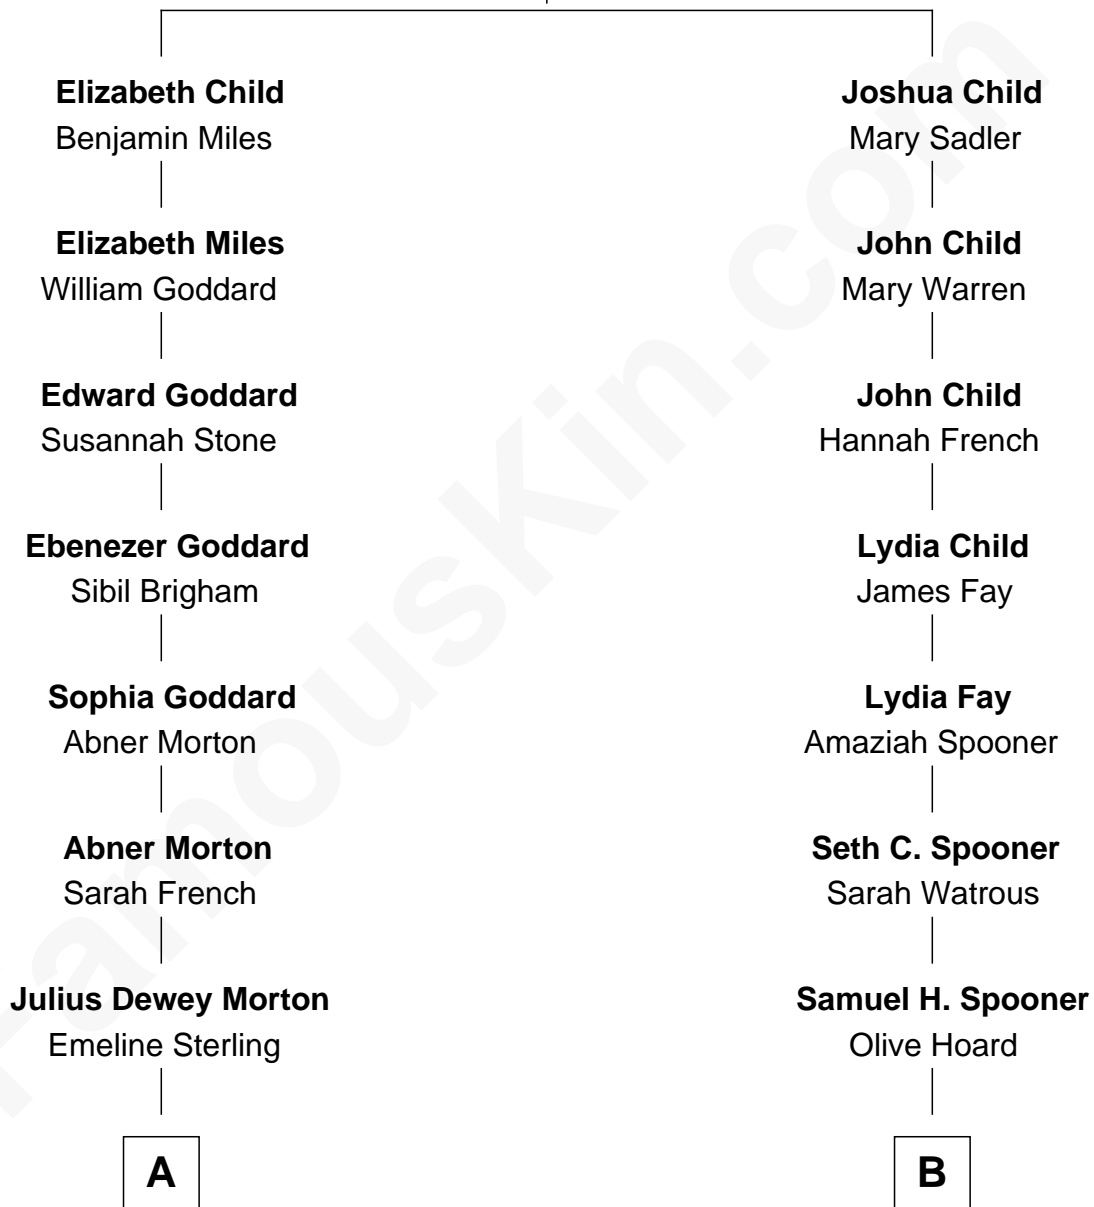 Elizabeth Child
Benjamin Miles
Elizabeth Miles
William Goddard
Edward Goddard
Susannah Stone
Ebenezer Goddard
Sibil Brigham
Sophia Goddard
Abner Morton
Abner Morton
Sarah French
Julius Dewey Morton
Emeline Sterling
A
Joshua Child
Mary Sadler
John Child
Mary Warren
John Child
Hannah French
Lydia Child
James Fay
Lydia Fay
Amaziah Spooner
Seth C. Spooner
Sarah Watrous
Samuel H. Spooner
Olive Hoard
B
FamousKin.com